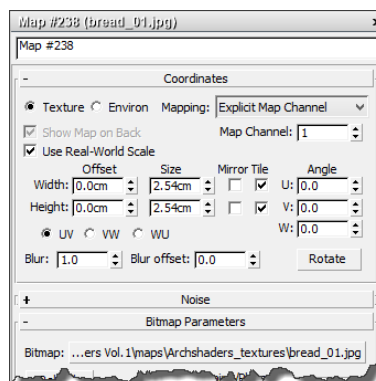 Map #238 (bread_01.jpg)
Map #238
- Coordinates
Texture Environ Mapping: Explicit Map Channel
Show Map on Back Map Channel: 1
Use Real-World Scale
Offset Size Mirror Tile Angle
Width: 0.0cm 2.54cm U: 0.0
Height: 0.0cm 2.54cm V: 0.0
W: 0.0
UV VW WU
Blur: 1.0 Blur offset: 0.0 Rotate
+ Noise
- Bitmap Parameters
Bitmap: ...ers Vol.1\maps\Archshaders_textures\bread_01.jpg